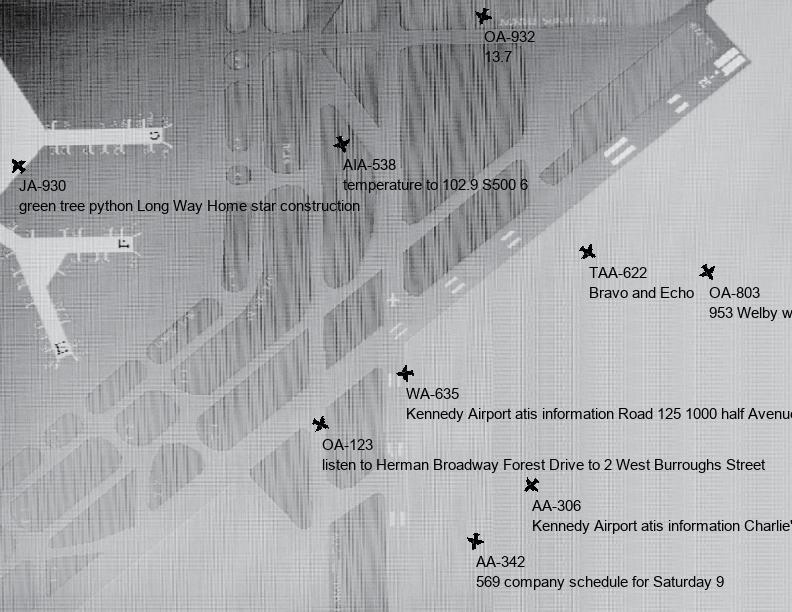 OA-932
13.7
AIA-538
temperature to 102.9 S500 6
JA-930
green tree python Long Way Home star construction
TAA-622
Bravo and Echo
OA-803
953 Welby w
WA-635
Kennedy Airport atis information Road 125 1000 half Avenue
OA-123
listen to Herman Broadway Forest Drive to 2 West Burroughs Street
AA-306
Kennedy Airport atis information Charlie'
AA-342
569 company schedule for Saturday 9